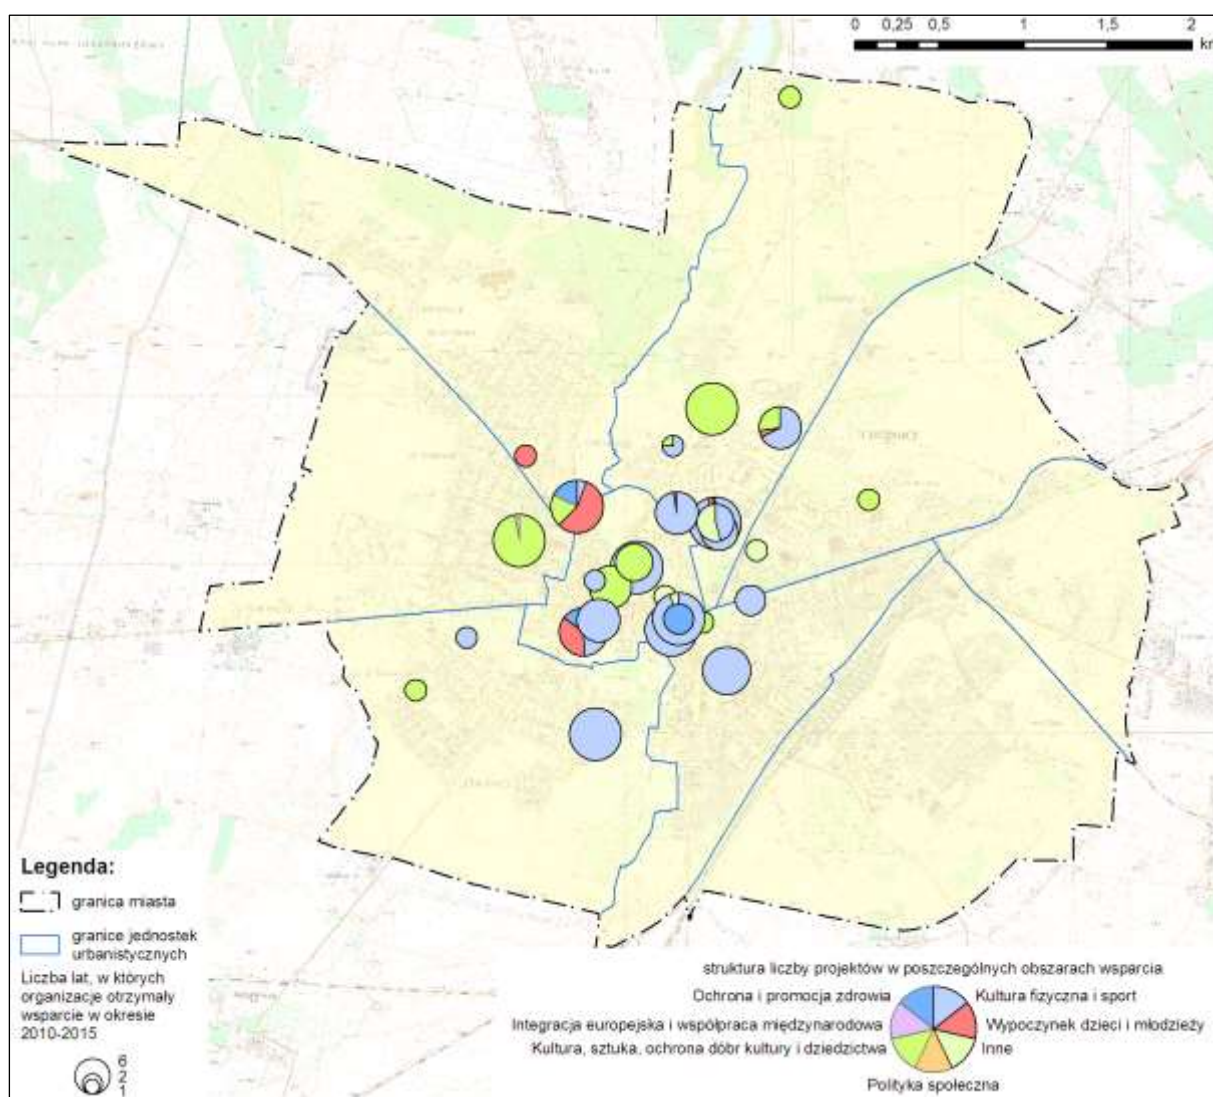 0 0,25 0,5 1 1,5 2
km
Legenda:
granica miasta
granice jednostek
urbanistycznych
Liczba lat, w których
organizacje otrzymały
wsparcie w okresie
2010-2015
6
2
1
struktura liczby projektów w poszczególnych obszarach wsparcia
Ochrona i promocja zdrowia
Kultura fizyczna i sport
Integracja europejska i współpraca międzynarodowa
Wypoczynek dzieci i młodzieży
Kultura, sztuka, ochrona dóbr kultury i dziedzictwa
Inne
Polityka społeczna